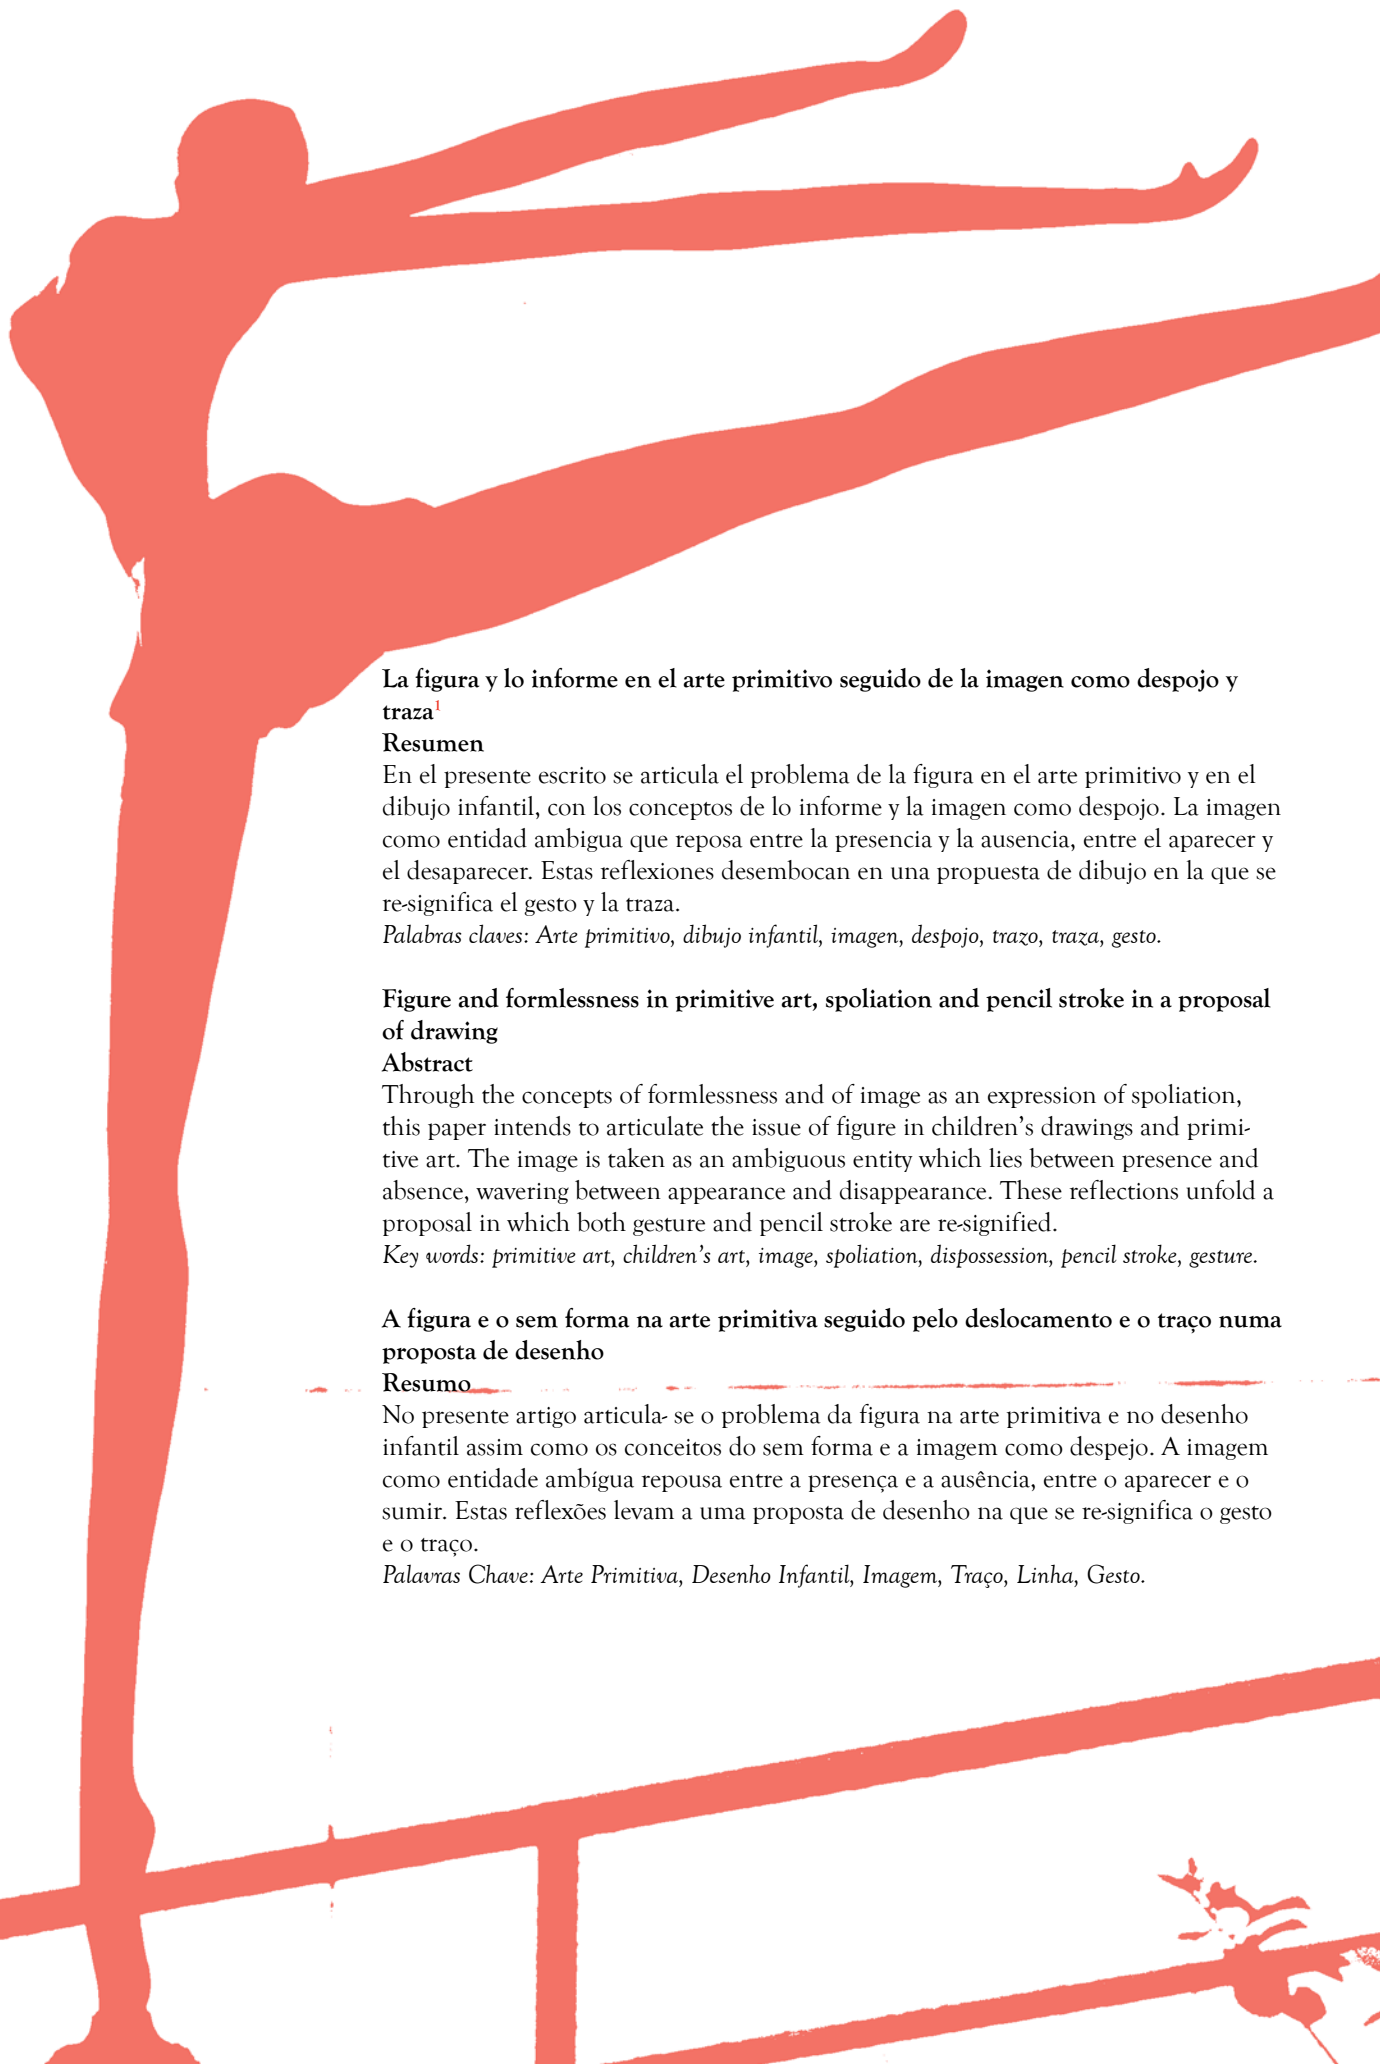 La figura y lo informe en el arte primitivo seguido de la imagen como despojo y
traza1
Resumen
En el presente escrito se articula el problema de la figura en el arte primitivo y en el
dibujo infantil, con los conceptos de lo informe y la imagen como despojo. La imagen
como entidad ambigua que reposa entre la presencia y la ausencia, entre el aparecer y
el desaparecer. Estas reflexiones desembocan en una propuesta de dibujo en la que se
re-significa el gesto y la traza.
Palabras claves: Arte primitivo, dibujo infantil, imagen, despojo, trazo, traza, gesto.
Figure and formlessness in primitive art, spoliation and pencil stroke in a proposal
of drawing
Abstract
Through the concepts of formlessness and of image as an expression of spoliation,
this paper intends to articulate the issue of figure in children's drawings and primi-
tive art. The image is taken as an ambiguous entity which lies between presence and
absence, wavering between appearance and disappearance. These reflections unfold a
proposal in which both gesture and pencil stroke are re-signified.
Key words: primitive art, children's art, image, spoliation, dispossession, pencil stroke, gesture.
A figura e o sem forma na arte primitiva seguido pelo deslocamento e o traço numa
proposta de desenho
Resumo
No presente artigo articula- se o problema da figura na arte primitiva e no desenho
infantil assim como os conceitos do sem forma e a imagem como despejo. A imagem
como entidade ambígua repousa entre a presença e a ausência, entre o aparecer e o
sumir. Estas reflexões levam a uma proposta de desenho na que se re-significa o gesto
e o traço.
Palavras Chave: Arte Primitiva, Desenho Infantil, Imagem, Traço, Linha, Gesto.